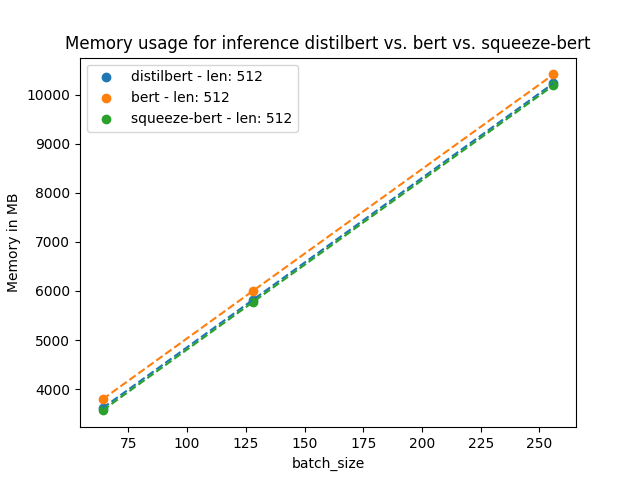 Memory usage for inference distilbert vs. bert vs. squeeze-bert
distilbert - len: 512
bert - len: 512
squeeze-bert - len: 512
Memory in MB
10000
9000
8000
7000
6000
5000
4000
75
100
125
150
175
200
225
250
batch_size